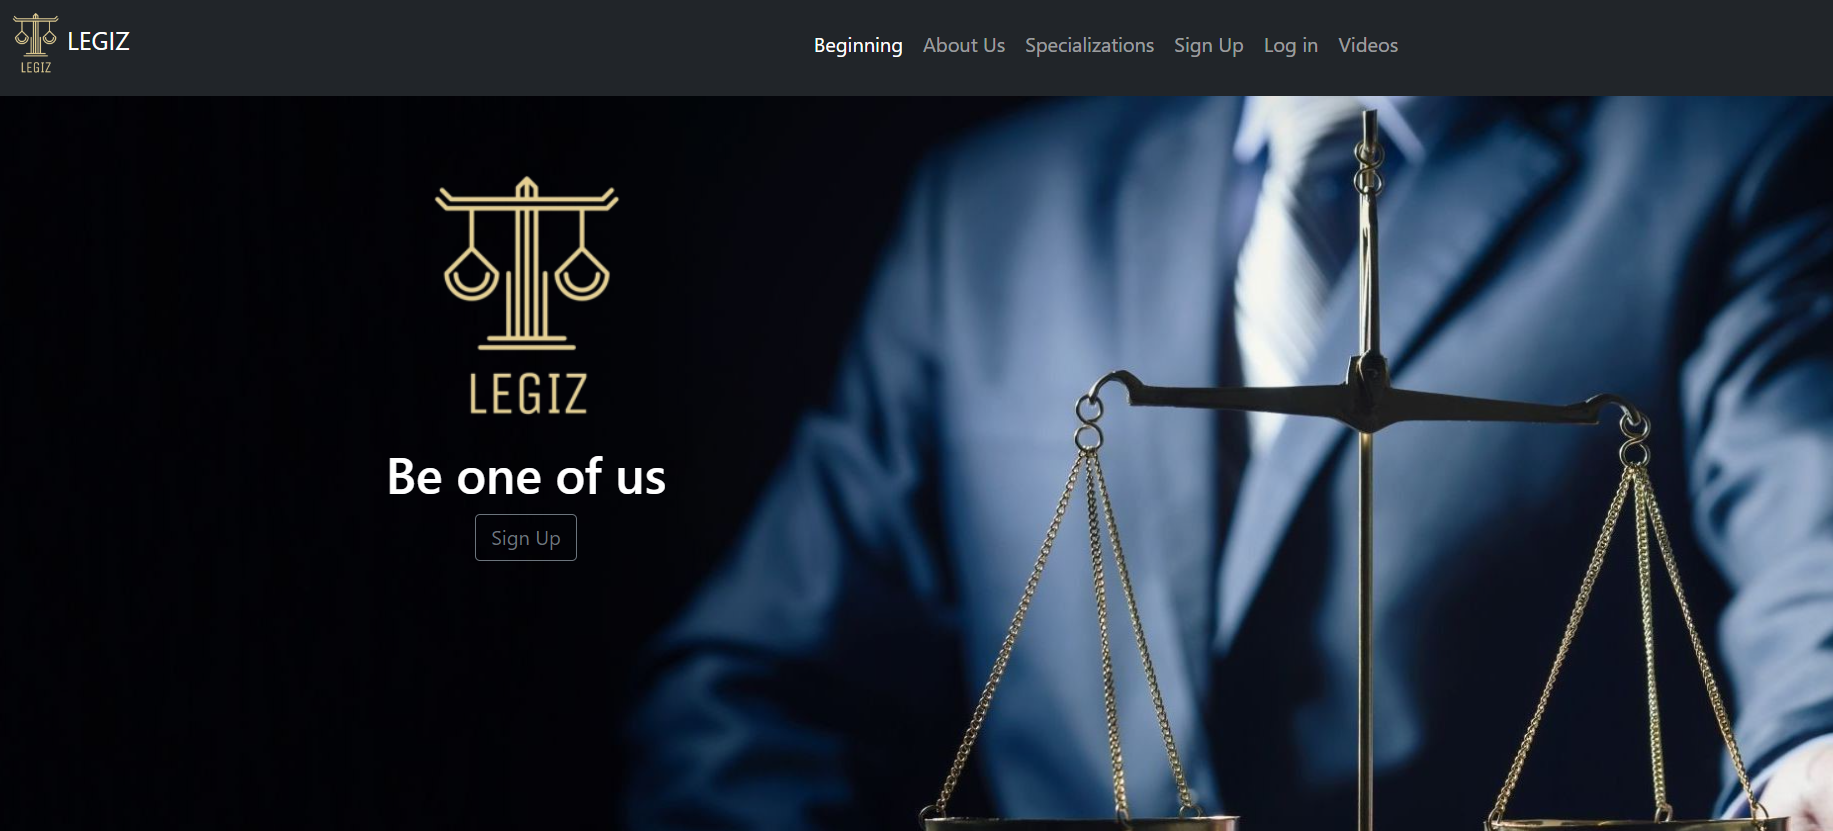 LEGIZ
LEGIZ
Beginning About Us Specializations Sign Up Log in Videos
LEGIZ
Be one of us
Sign Up